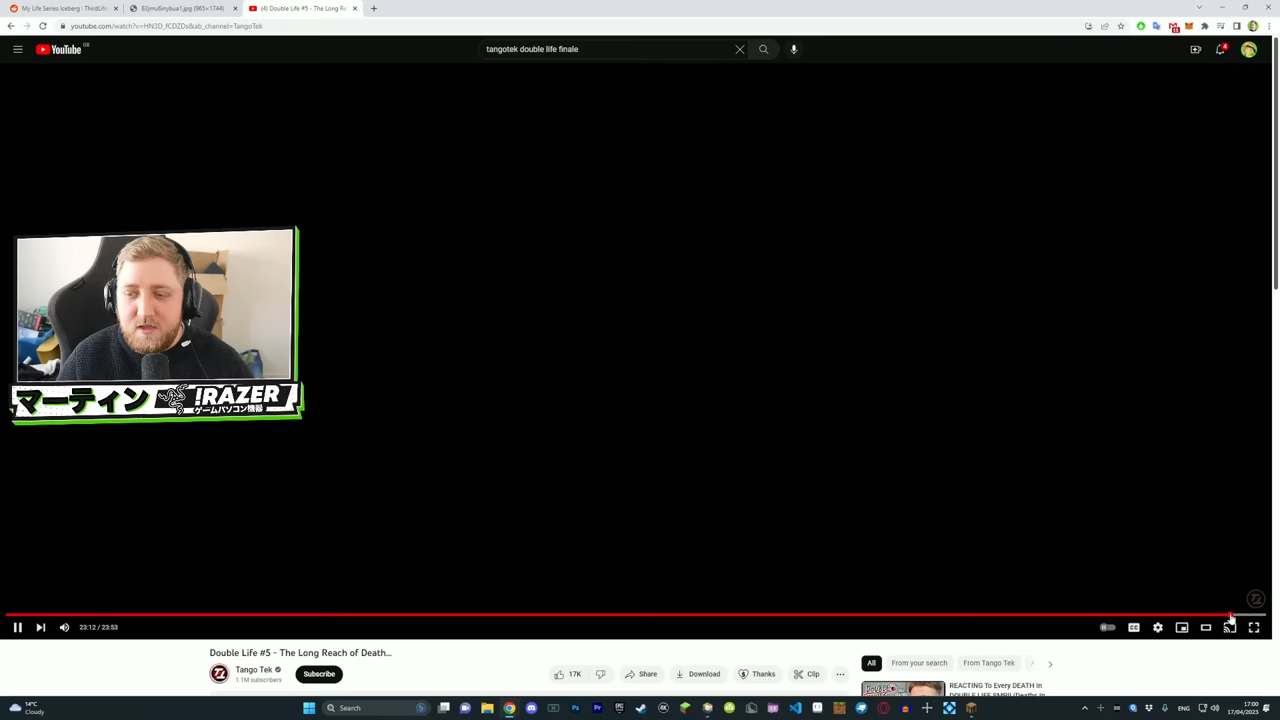 My Life Series Iceberg : ThirdLife
83jmu8inybua1.jpg (965×1744)
(4) Double Life #5 - The Long Re
youtube.com/watch?v=HN3D_fCDZDs&ab_channel=TangoTek
YouTube GB
tangotek double life finale
4
マーティン !RAZER
ゲームパソコン機器
23:12 / 23:53
Double Life #5 - The Long Reach of Death...
Tango Tek
1.1M subscribers
Subscribe
17K
Share
Download
Thanks
Clip
All
From your search
From Tango Tek
REACTING To Every DEATH In
DOUBLE LIFE SMP!! (Deaths In
14°C
Cloudy
Search
ENG
17:00
17/04/2023